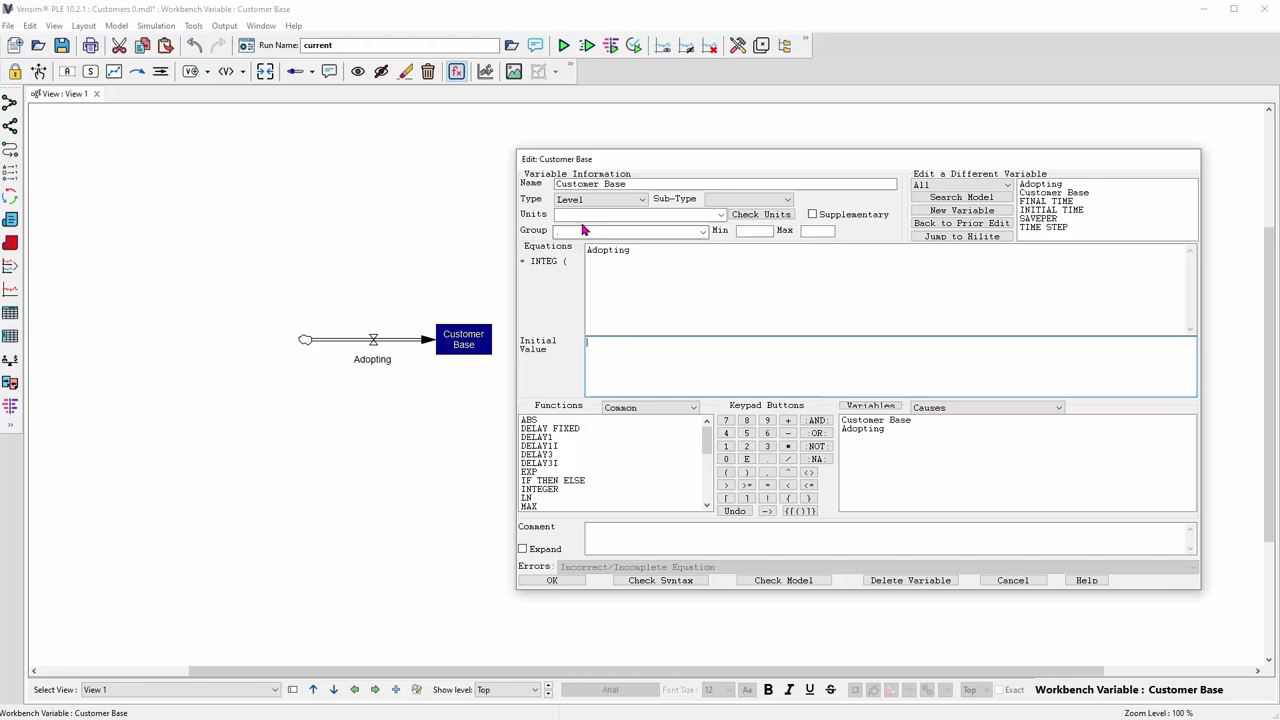 Vensim® PLE 10.2.1 : Customers 0.mdl* : Workbench Variable : Customer Base
File Edit View Layout Model Simulation Tools Output Window Help
Run Name: current
A S
View : View 1
Edit: Customer Base
Variable Information
Name Customer Base
Type Level Sub-Type
Units Check Units Supplementary
Group . Min Max
Edit a Different Variable
All
Search Model
New Variable
Back to Prior Edit
Jump to Hilite
Adopting
Customer Base
FINAL TIME
INITIAL TIME
SAVEPER
TIME STEP
Equations
= INTEG (
Adopting
Initial
Value
Customer
Base
Adopting
Functions Common
ABS
DELAY FIXED
DELAY1
DELAY1I
DELAY3
DELAY3I
EXP
IF THEN ELSE
INTEGER
LN
MAX
Keypad Buttons
7 8 9 + :AND:
4 5 6 - :OR:
1 2 3 * :NOT:
0 E . / :NA:
( ) , ^ <>
> >= = < <=
[ ] ! { }
Undo -> {[()]}
Variables Causes
Customer Base
Adopting
Comment
Expand
Errors: Incorrect/Incomplete Equation
OK Check Syntax Check Model Delete Variable Cancel Help
Select View : View 1 Show level: Top Arial Font Size : 12 Aa B I U S Top Exact Workbench Variable : Customer Base
Workbench Variable : Customer Base
Zoom Level : 100 %